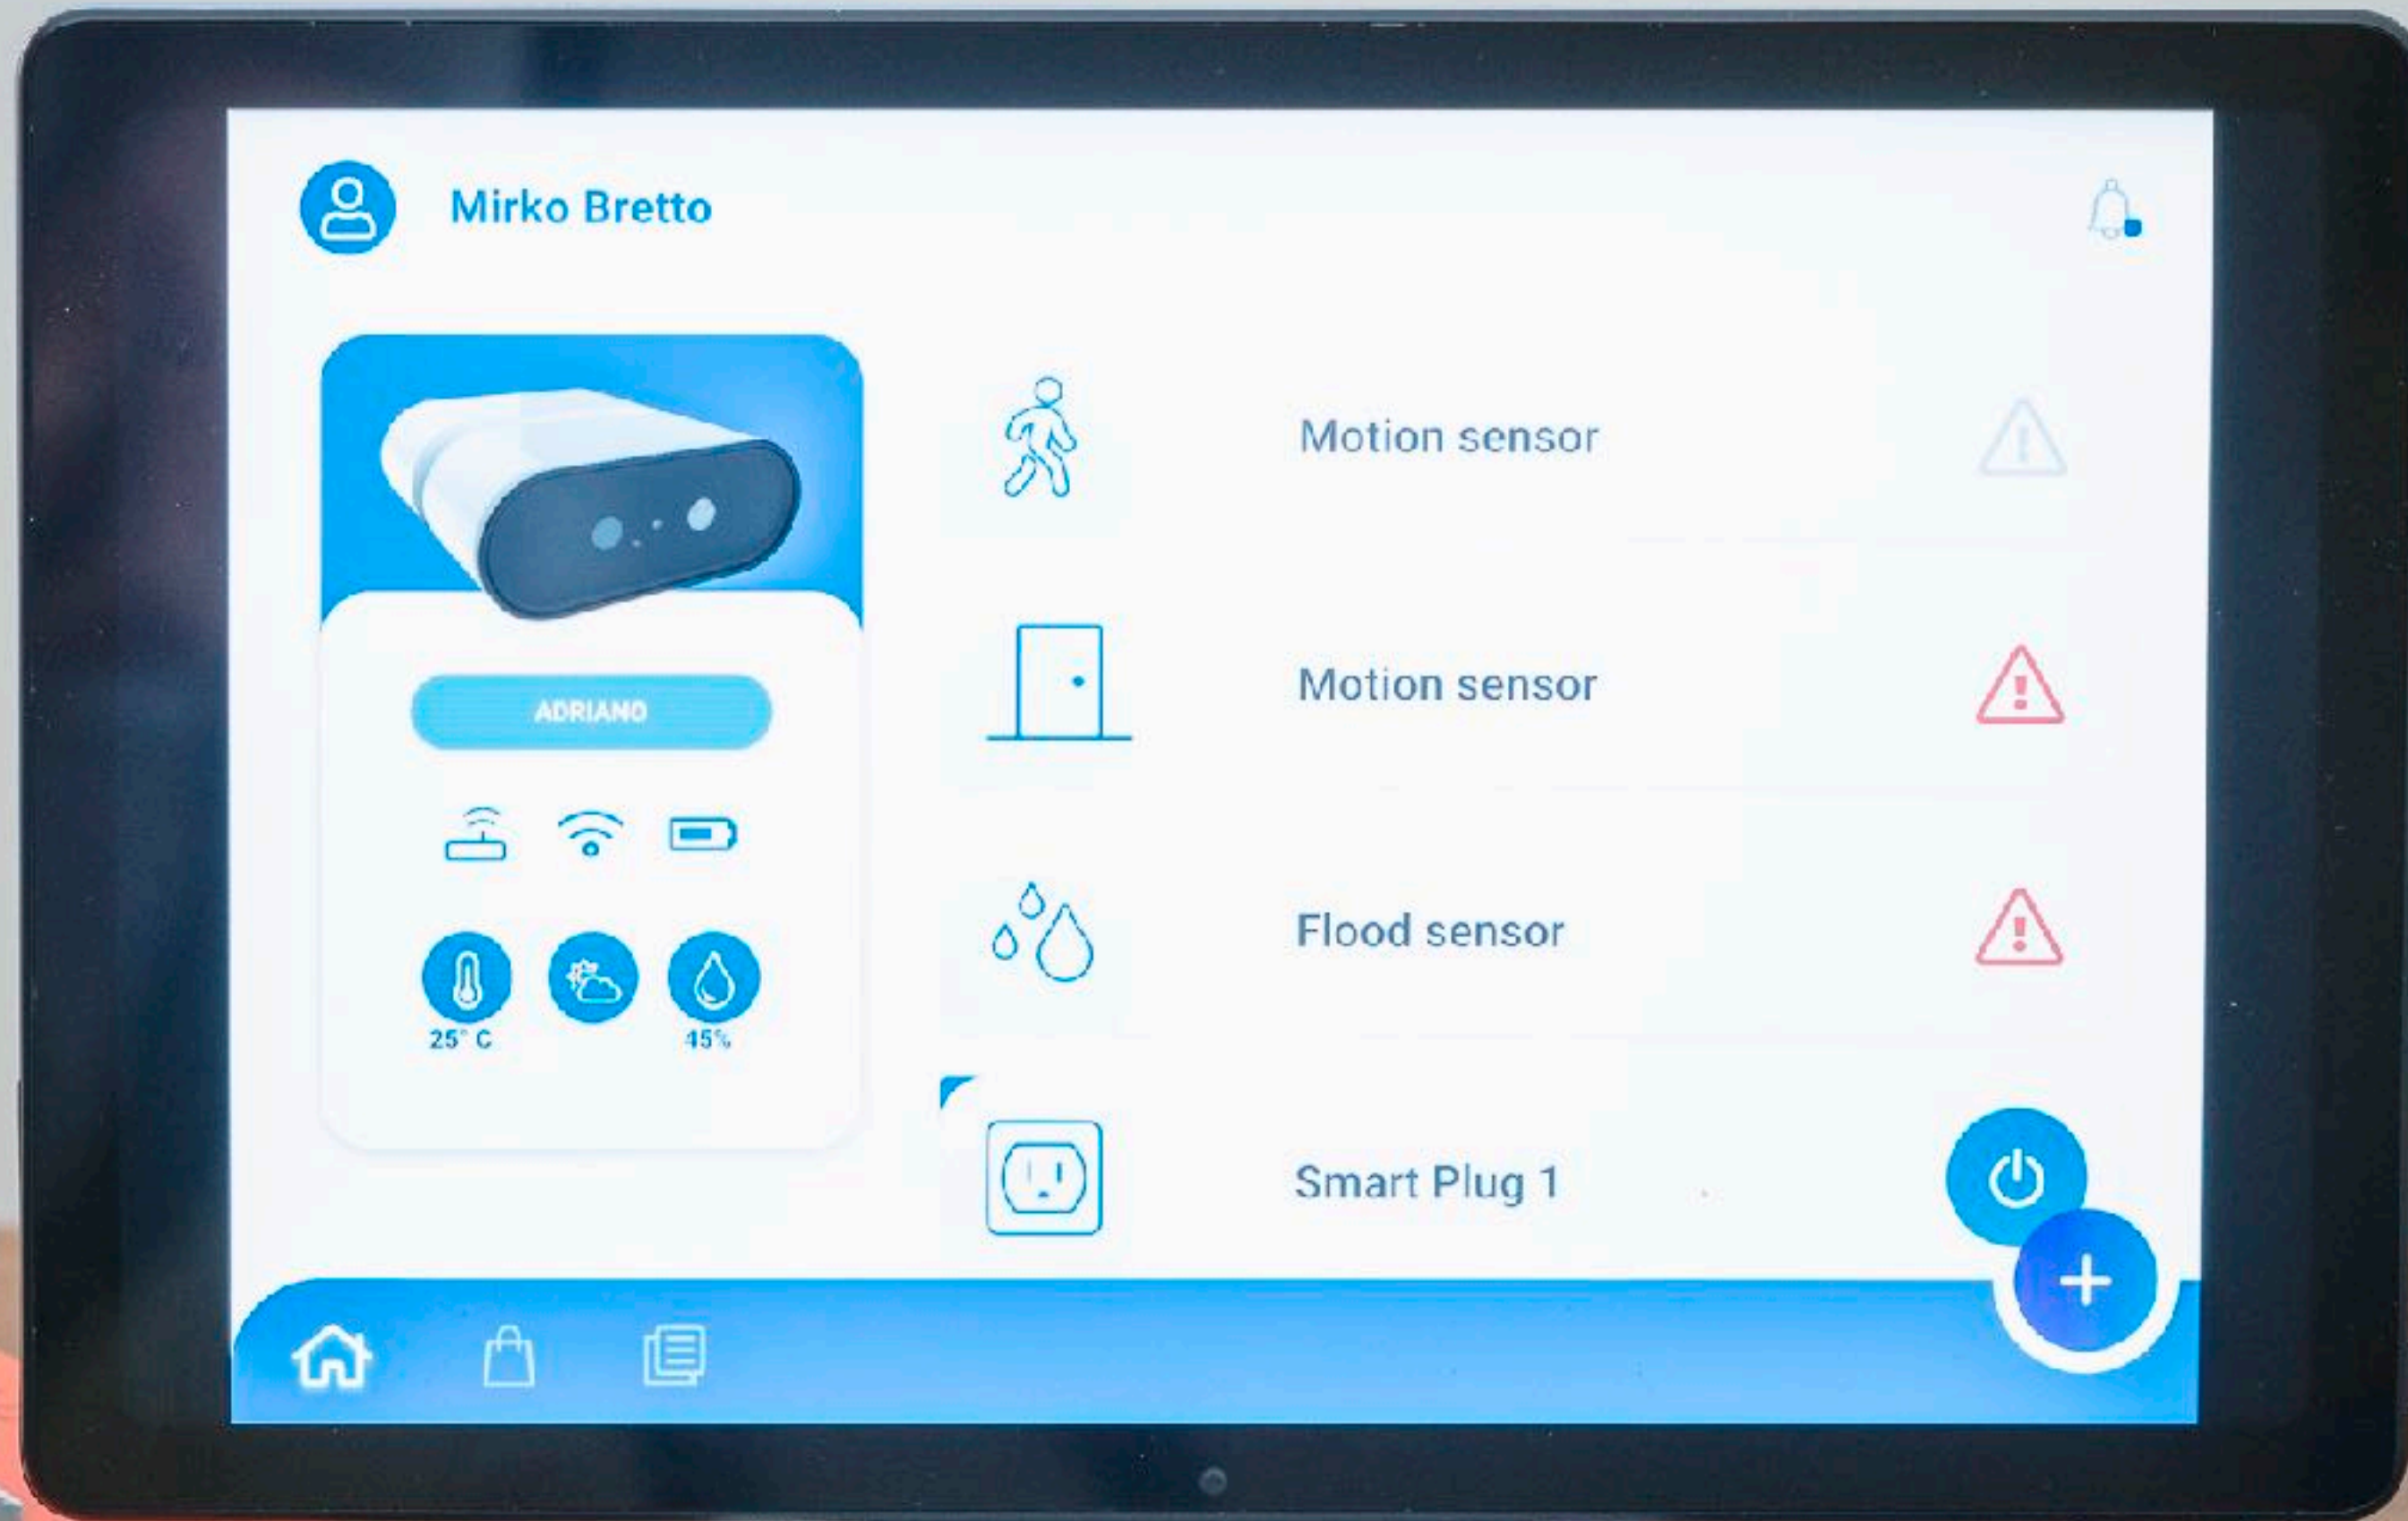 Mirko Bretto
ADRIANO
25° C
45%
Motion sensor
Motion sensor
Flood sensor
Smart Plug 1